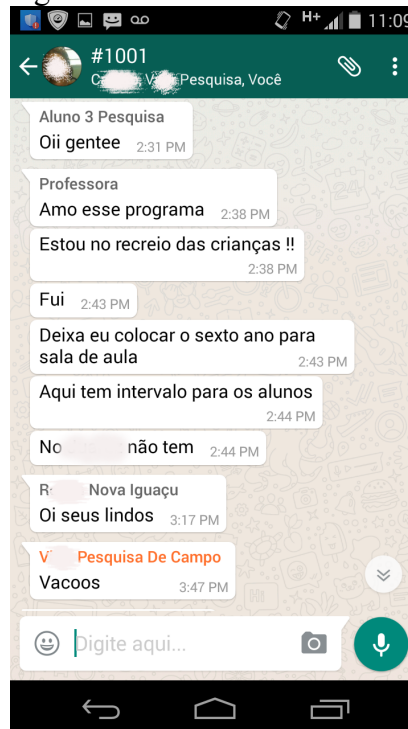 H+ 11:09
#1001
Pesquisa, Você
Aluno 3 Pesquisa
Oii gentee 2:31 PM
Professora
Amo esse programa 2:38 PM
Estou no recreio das crianças !!
2:38 PM
Fui 2:43 PM
Deixa eu colocar o sexto ano para
sala de aula 2:43 PM
Aqui tem intervalo para os alunos
2:44 PM
No não tem 2:44 PM
Nova Iguaçu
Oi seus lindos 3:17 PM
Pesquisa De Campo
Vacoos 3:47 PM
Digite aqui...